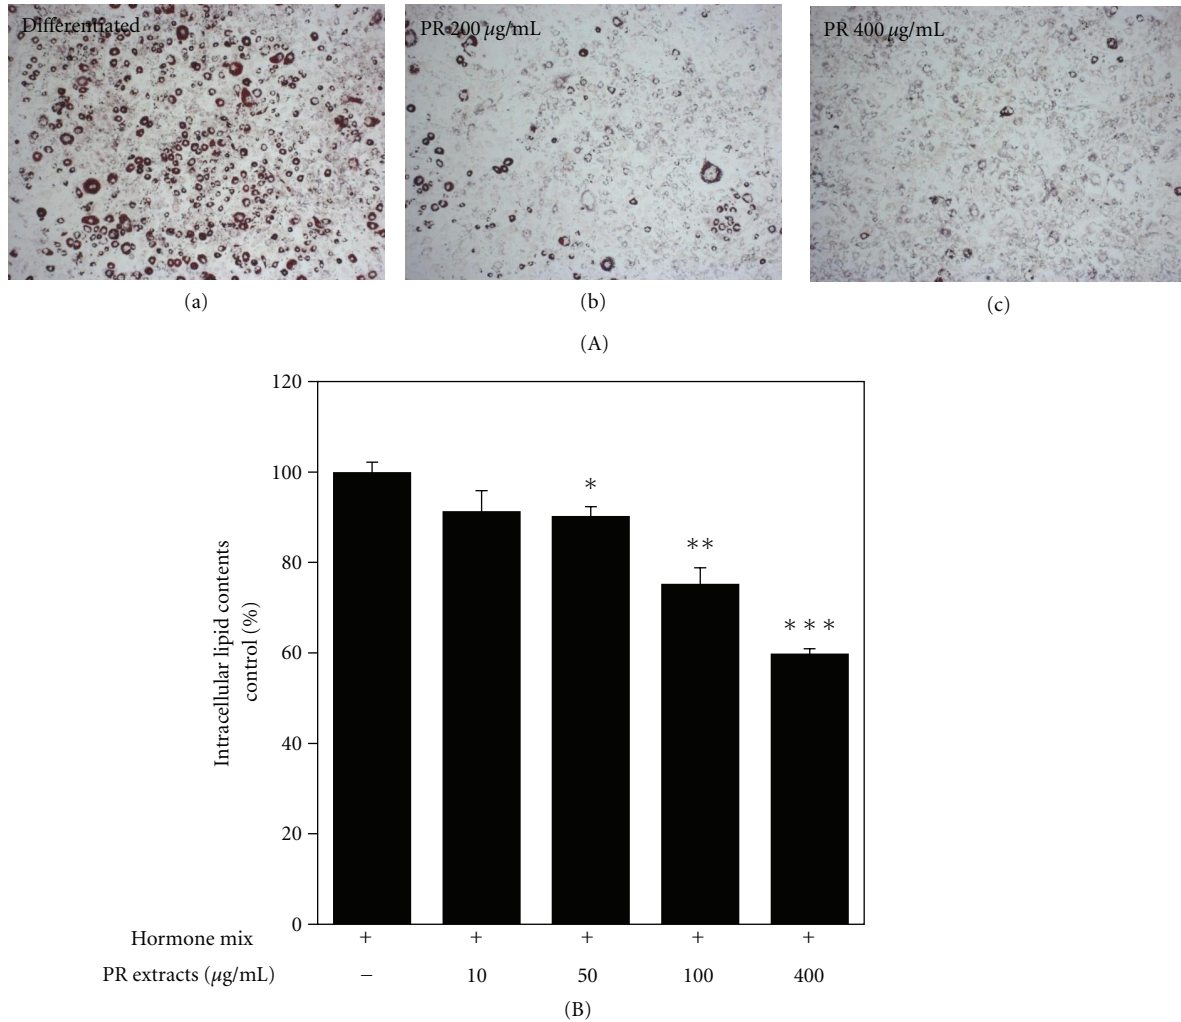 Differentiated
PR 200 µg/mL
PR 400 µg/mL
(a)
(b)
(c)
(A)
120
100
80
60
40
20
0
Intracellular lipid contents
control (%)
*
**
***
Hormone mix + + + + +
PR extracts (µg/mL) − 10 50 100 400
(B)